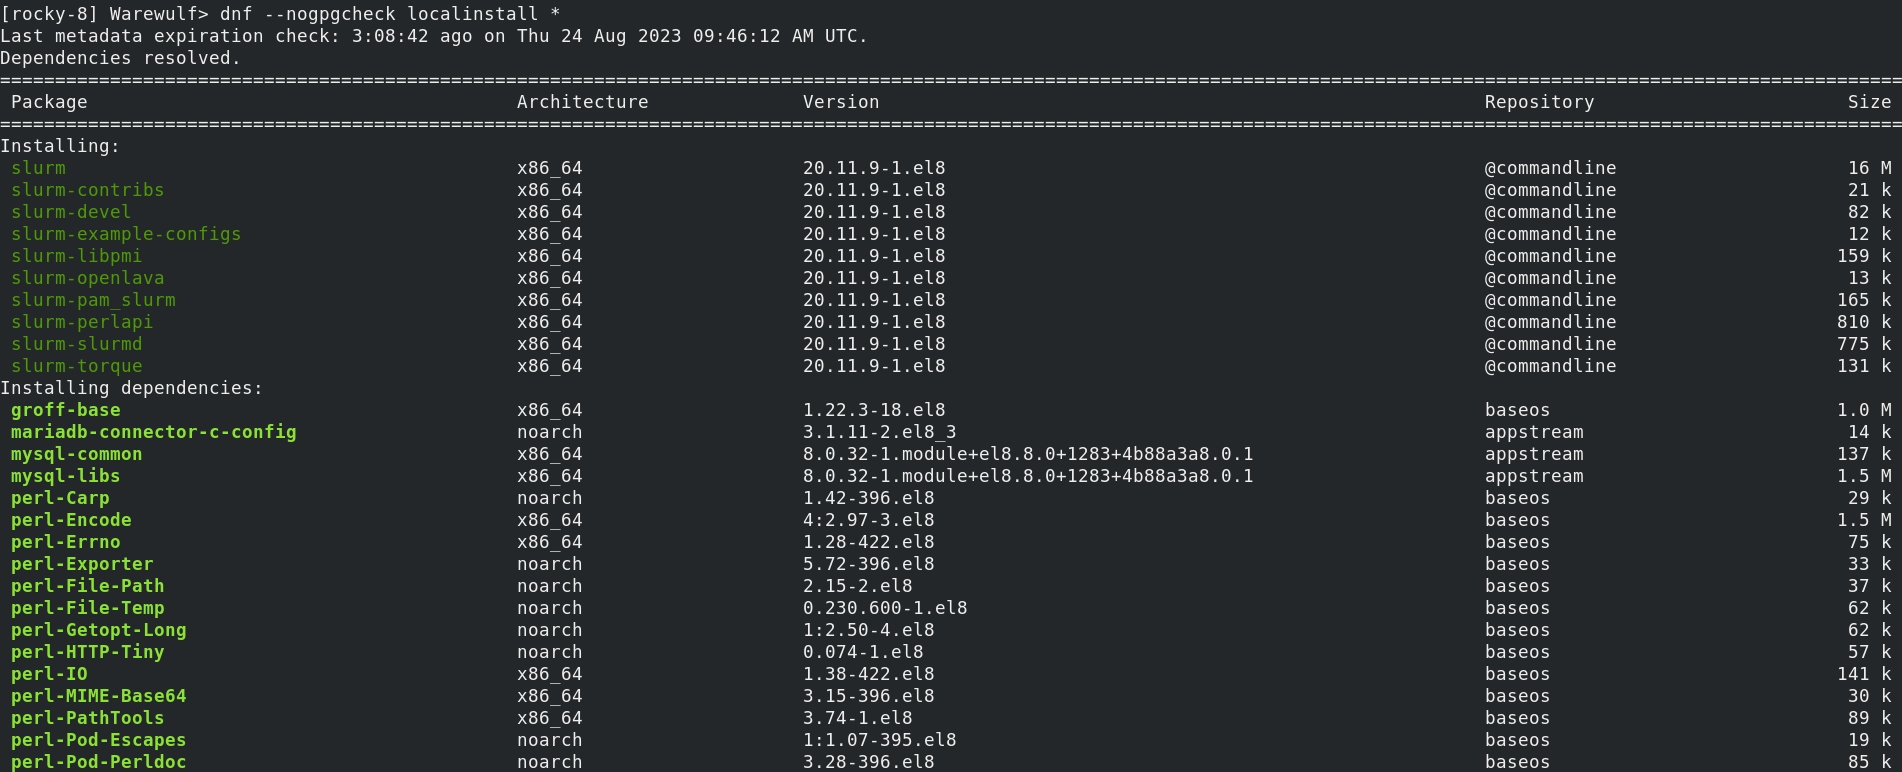 [rocky-8] Warewulf> dnf --nogpgcheck localinstall *
Last metadata expiration check: 3:08:42 ago on Thu 24 Aug 2023 09:46:12 AM UTC.
Dependencies resolved.
Package Architecture Version Repository Size
Installing:
slurm x86_64 20.11.9-1.el8 @commandline 16 M
slurm-contribs x86_64 20.11.9-1.el8 @commandline 21 k
slurm-devel x86_64 20.11.9-1.el8 @commandline 82 k
slurm-example-configs x86_64 20.11.9-1.el8 @commandline 12 k
slurm-libpmi x86_64 20.11.9-1.el8 @commandline 159 k
slurm-openlava x86_64 20.11.9-1.el8 @commandline 13 k
slurm-pam_slurm x86_64 20.11.9-1.el8 @commandline 165 k
slurm-perlapi x86_64 20.11.9-1.el8 @commandline 810 k
slurm-slurmd x86_64 20.11.9-1.el8 @commandline 775 k
slurm-torque x86_64 20.11.9-1.el8 @commandline 131 k
Installing dependencies:
groff-base x86_64 1.22.3-18.el8 baseos 1.0 M
mariadb-connector-c-config noarch 3.1.11-2.el8_3 appstream 14 k
mysql-common x86_64 8.0.32-1.module+el8.8.0+1283+4b88a3a8.0.1 appstream 137 k
mysql-libs x86_64 8.0.32-1.module+el8.8.0+1283+4b88a3a8.0.1 appstream 1.5 M
perl-Carp noarch 1.42-396.el8 baseos 29 k
perl-Encode x86_64 4:2.97-3.el8 baseos 1.5 M
perl-Errno x86_64 1.28-422.el8 baseos 75 k
perl-Exporter noarch 5.72-396.el8 baseos 33 k
perl-File-Path noarch 2.15-2.el8 baseos 37 k
perl-File-Temp noarch 0.230.600-1.el8 baseos 62 k
perl-Getopt-Long noarch 1:2.50-4.el8 baseos 62 k
perl-HTTP-Tiny noarch 0.074-1.el8 baseos 57 k
perl-IO x86_64 1.38-422.el8 baseos 141 k
perl-MIME-Base64 x86_64 3.15-396.el8 baseos 30 k
perl-PathTools x86_64 3.74-1.el8 baseos 89 k
perl-Pod-Escapes noarch 1:1.07-395.el8 baseos 19 k
perl-Pod-Perldoc noarch 3.28-396.el8 baseos 85 k